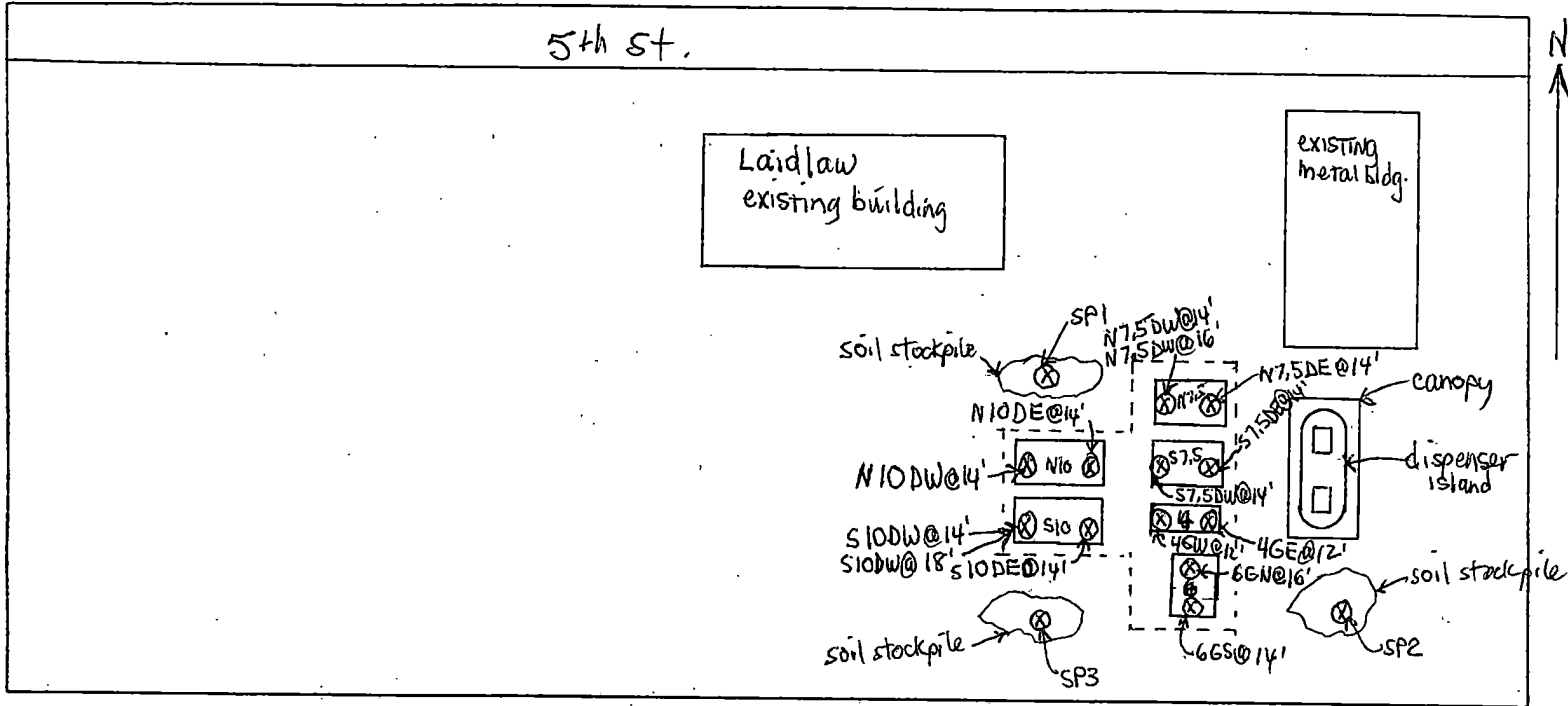 5th St.
N
Laidlaw
existing building
existing
metal bldg.
SP1
N7,5DW@14'
N7,5DW@16'
soil stockpile
N7,5DE@14'
canopy
N10DE@14'
N7,5
S7,5DE@14'
N10DW@14'
N10
S7,5
dispenser
island
S7,5DW@14'
S10DW@14'
S10DW@18'
S10
S10DE@14'
4
4GW@12'
4GE@12'
6GN@16'
6
soil stockpile
soil stockpile
SP3
6GS@14'
SP2